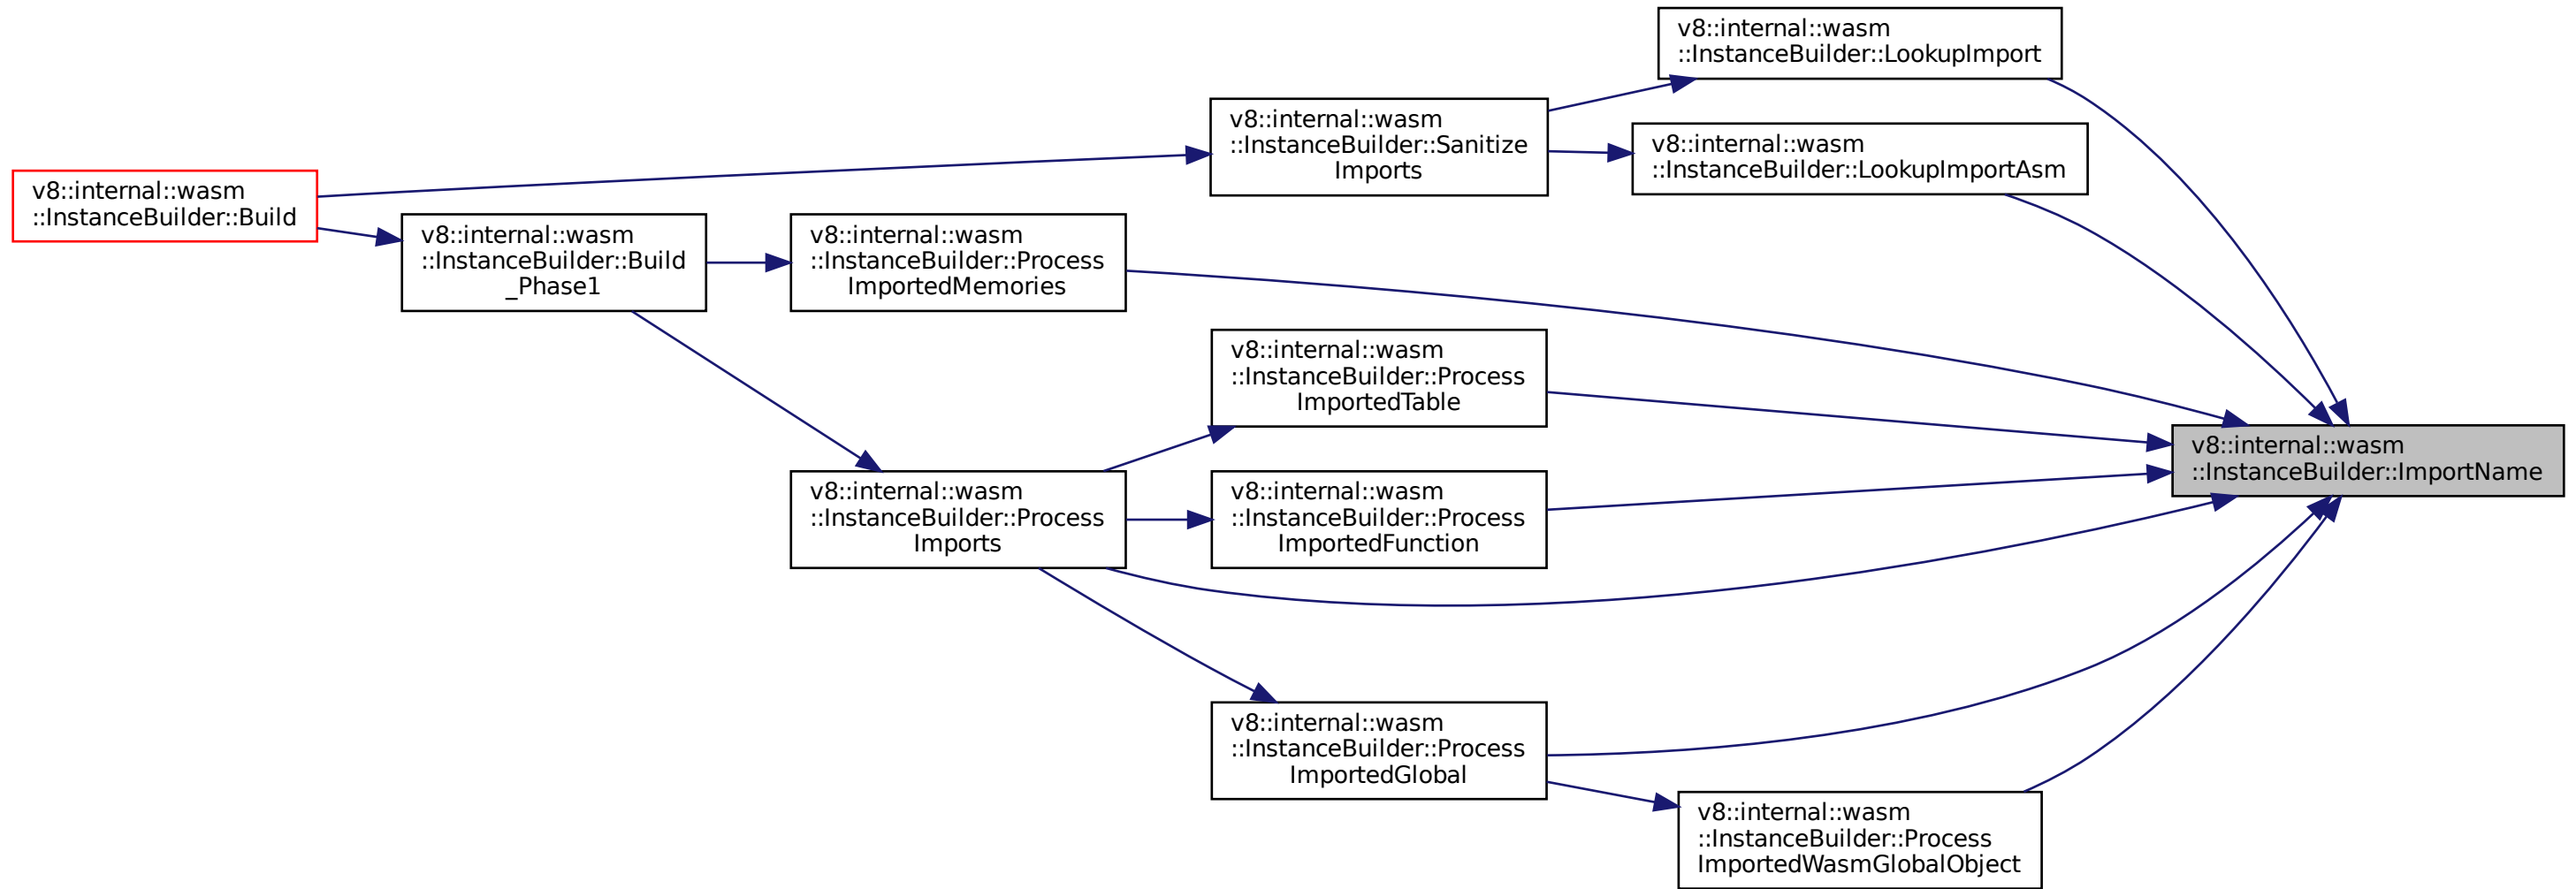 v8::internal::wasm
::InstanceBuilder::LookupImport
v8::internal::wasm
::InstanceBuilder::Sanitize
Imports
v8::internal::wasm
::InstanceBuilder::LookupImportAsm
v8::internal::wasm
::InstanceBuilder::Build
v8::internal::wasm
::InstanceBuilder::Build
_Phase1
v8::internal::wasm
::InstanceBuilder::Process
ImportedMemories
v8::internal::wasm
::InstanceBuilder::Process
ImportedTable
v8::internal::wasm
::InstanceBuilder::ImportName
v8::internal::wasm
::InstanceBuilder::Process
Imports
v8::internal::wasm
::InstanceBuilder::Process
ImportedFunction
v8::internal::wasm
::InstanceBuilder::Process
ImportedGlobal
v8::internal::wasm
::InstanceBuilder::Process
ImportedWasmGlobalObject